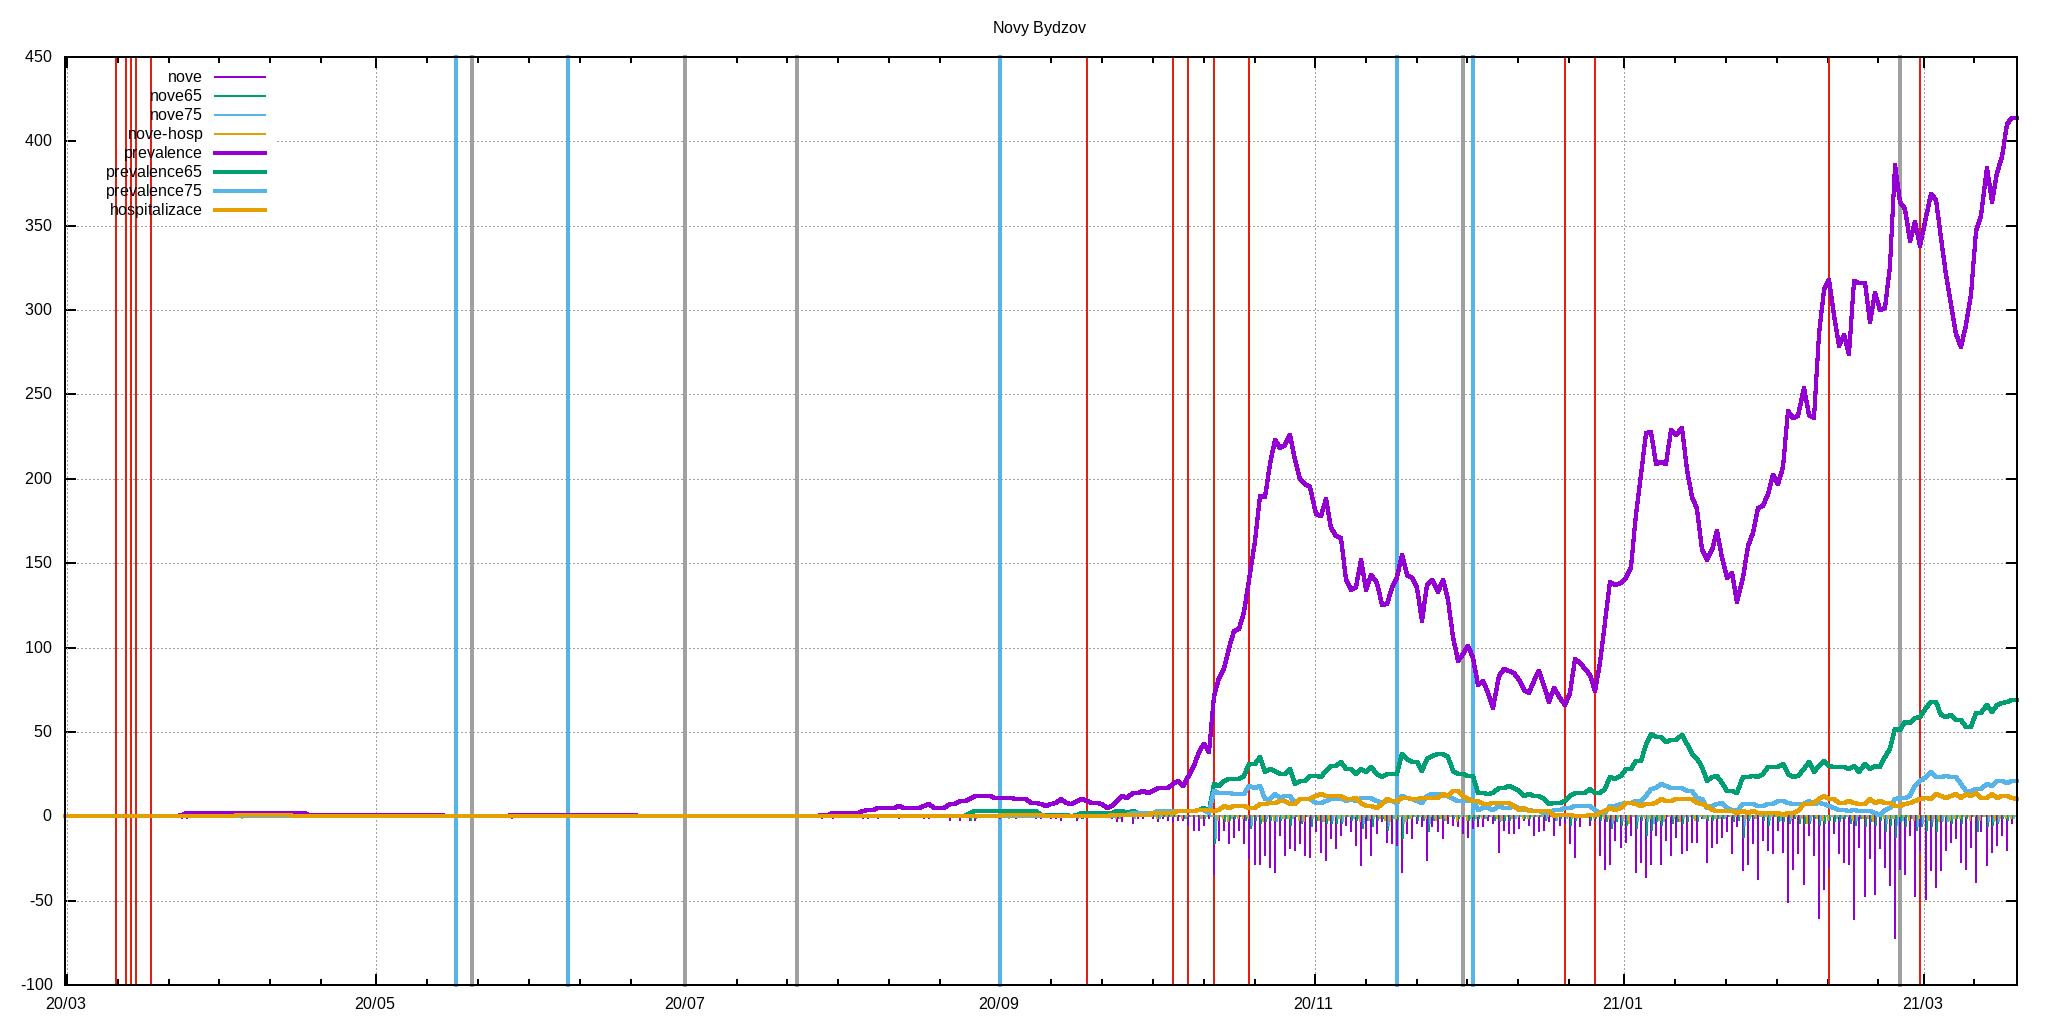 Novy Bydzov
450
400
350
300
250
200
150
100
50
0
-50
-100
nove
nove65
nove75
nove-hosp
prevalence
prevalence65
prevalence75
hospitalizace
20/03 20/05 20/07 20/09 20/11 21/01 21/03